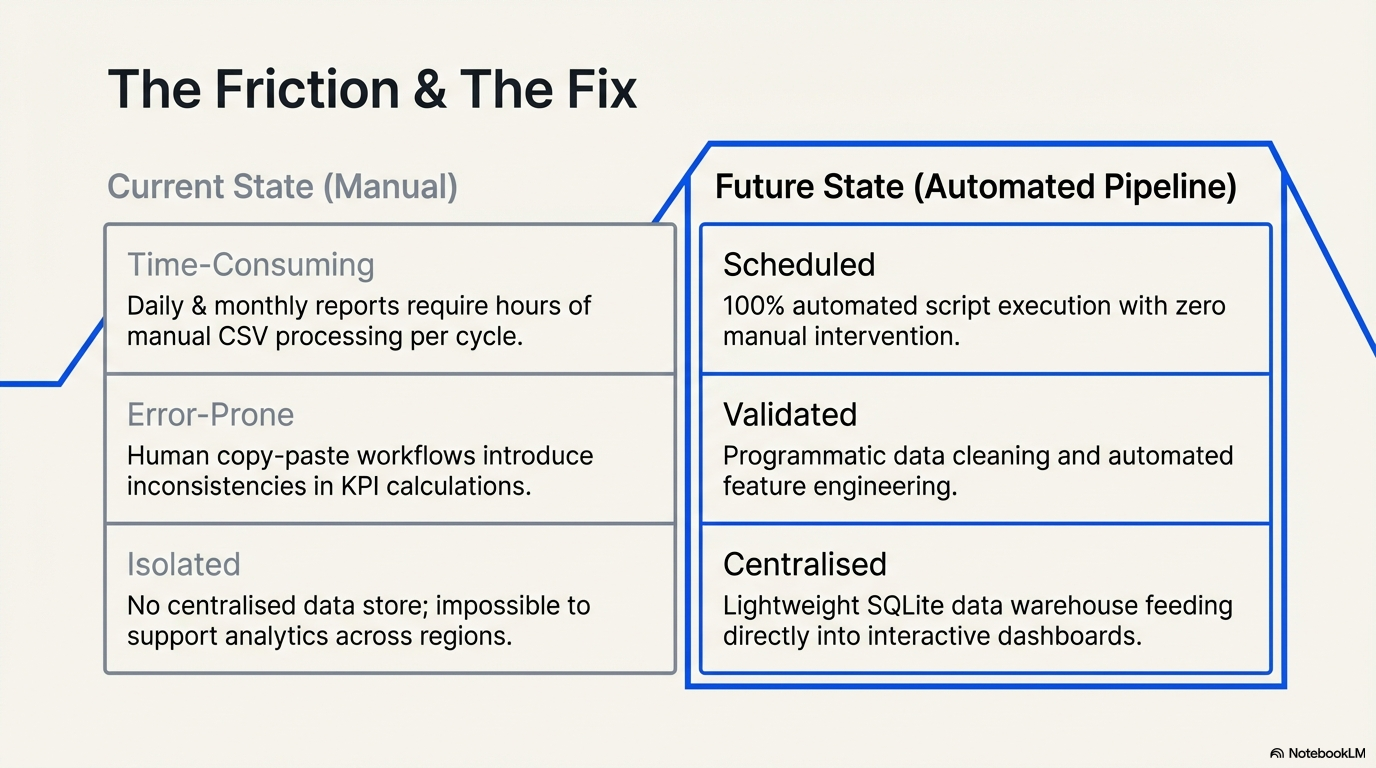 The Friction & The Fix
Current State (Manual)
Time-Consuming
Daily & monthly reports require hours of
manual CSV processing per cycle.
Error-Prone
Human copy-paste workflows introduce
inconsistencies in KPI calculations.
Isolated
No centralised data store; impossible to
support analytics across regions.
Future State (Automated Pipeline)
Scheduled
100% automated script execution with zero
manual intervention.
Validated
Programmatic data cleaning and automated
feature engineering.
Centralised
Lightweight SQLite data warehouse feeding
directly into interactive dashboards.
NotebookLM